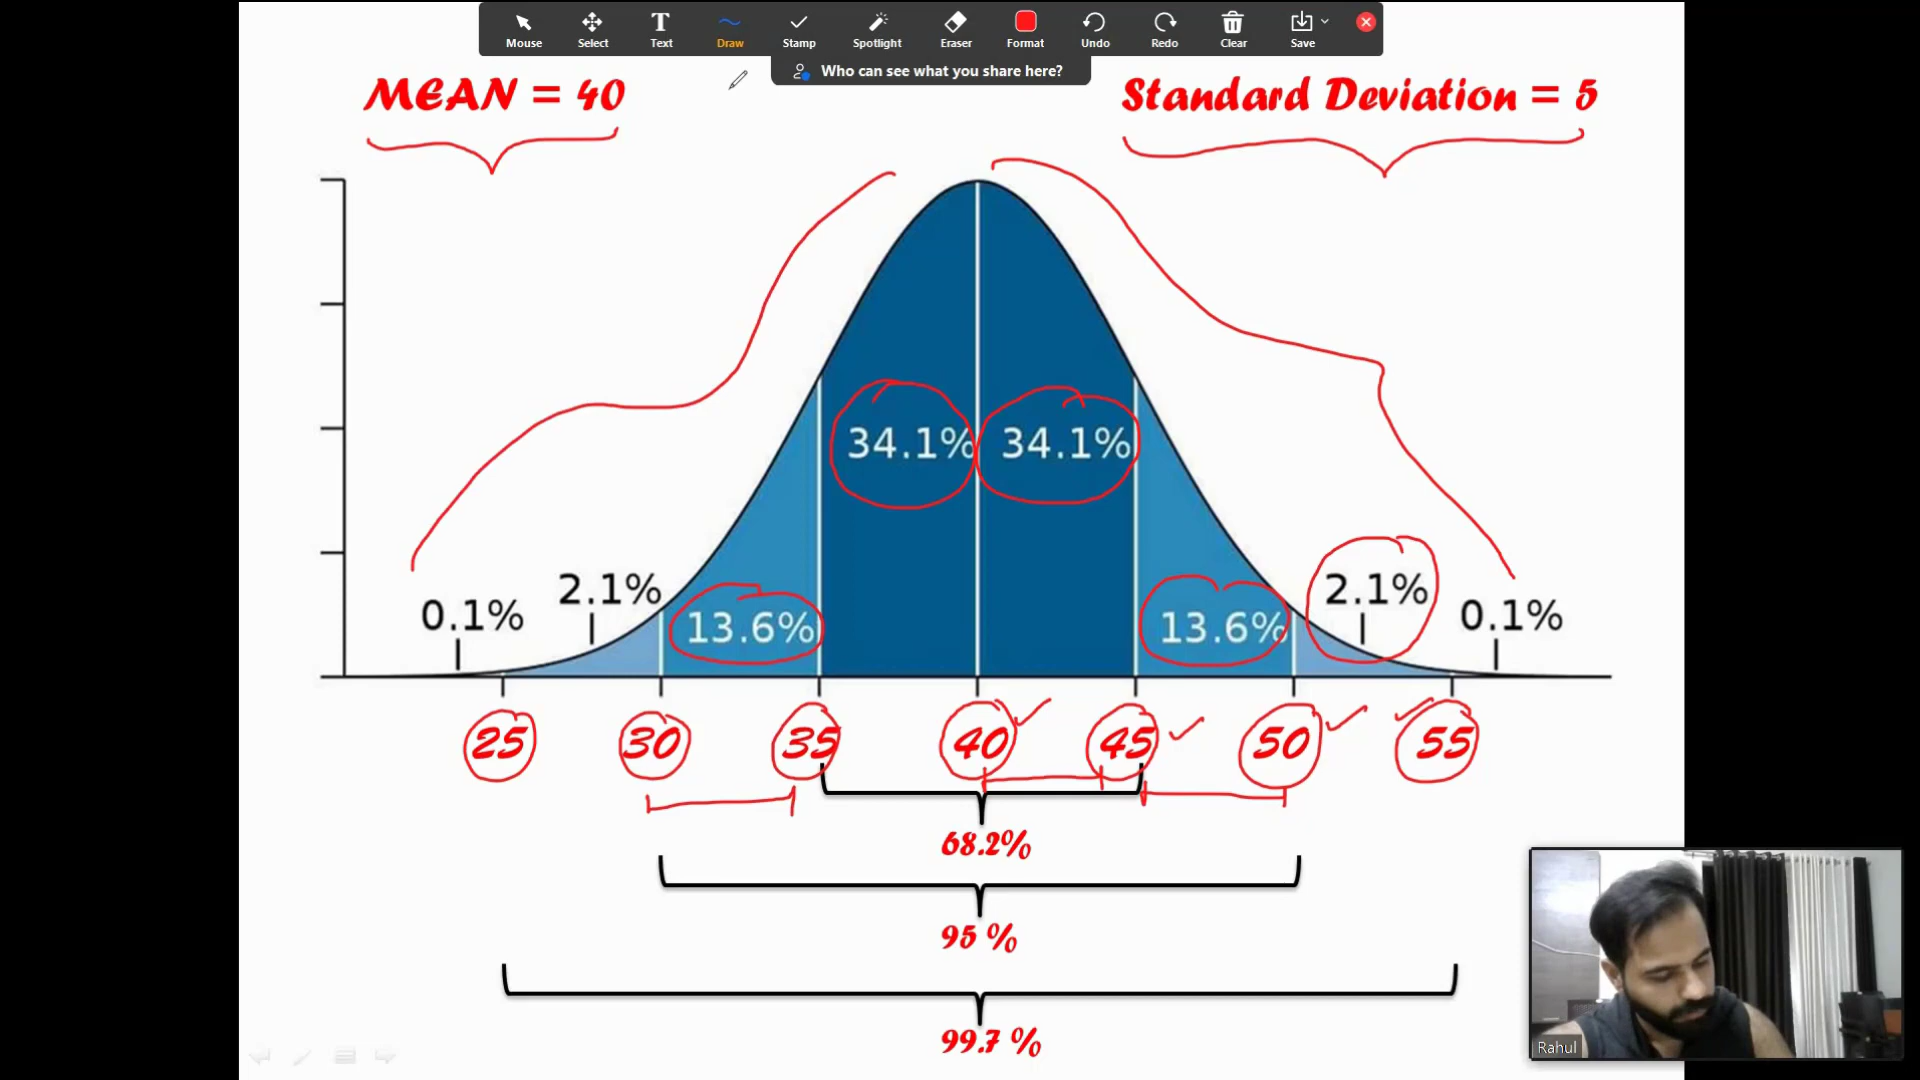 Mouse Select Text Draw Stamp Spotlight Eraser Format Undo Redo Clear Save
Who can see what you share here?
MEAN = 40
Standard Deviation = 5
34.1% 34.1%
0.1% 2.1% 13.6% 13.6% 2.1% 0.1%
25 30 35 40 45 50 55
68.2%
95 %
99.7 %
Rahul